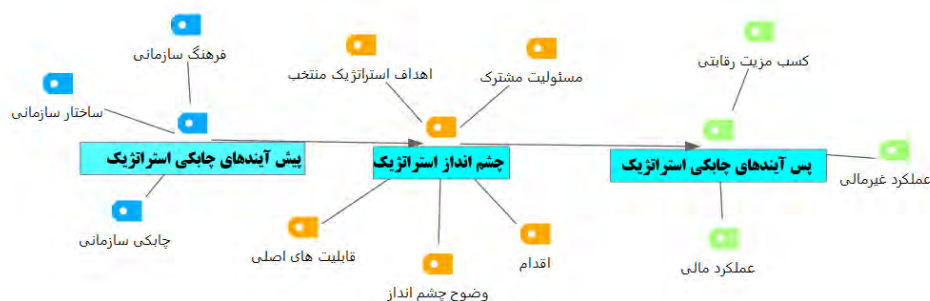 فرهنگ سازمانی
ساختار سازمانی
پیش آیندهای چابکی استراتژیک
چابکی سازمانی
اهداف استراتژیک منتخب
مسئولیت مشترک
چشم انداز استراتژیک
قابلیت های اصلی
وضوح چشم انداز
اقدام
کسب مزیت رقابتی
پس آیندهای چابکی استراتژیک
عملکرد غیرمالی
عملکرد مالی